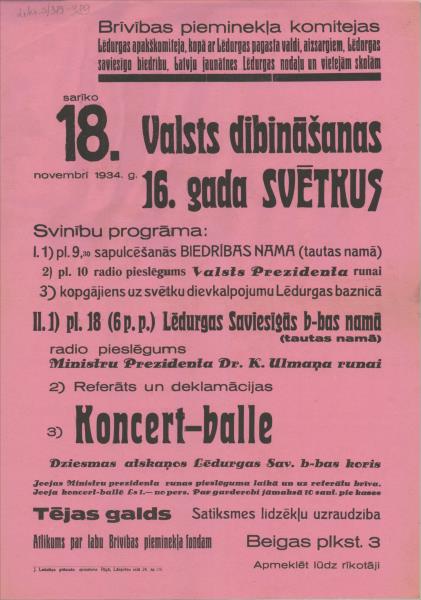 Brīvības pieminekļa komitejas
Lēdurgas apakškomiteja, kopā ar Lēdurgas pagasta valdi, aizsargiem, Lēdurgas
saviesīgo biedrību, Latvju jaunātnes Lēdurgas nodaļu un vietejām skolām
sarīko
18. Valsts dibināšanas
novembrī 1934. g. 16. gada SVĒTKUS
Svinību progrāma:
I. 1) pl. 9,30 sapulcēšanās BIEDRĪBAS NAMA (tautas namā)
2) pl. 10 radio pieslēgums Valsts Prezidenta runai
3) kopgājiens uz svētku dievkalpojumu Lēdurgas baznīcā
II. 1) pl. 18 (6 p. p.) Lēdurgas Saviesīgās b-bas namā
(tautas namā)
radio pieslēgums
Ministru Prezidenta Dr. K. Ulmaņa runai
2) Referāts un deklamācijas
3) Koncert–balle
Dziesmas atskaņos Lēdurgas Sav. b-bas koris
Ieejas Ministru prezidenta runas pieslēguma laikā un uz referātu brīva.
Ieeja koncert-ballē Ls 1.— no pers. Par garderobi jāmaksā 10 sant. pie kases
Tējas galds Satiksmes lidzēkļu uzraudzība
Atlikums par labu Brīvības pieminekļa fondam Beigas plkst. 3
Apmeklēt lūdz rīkotāji